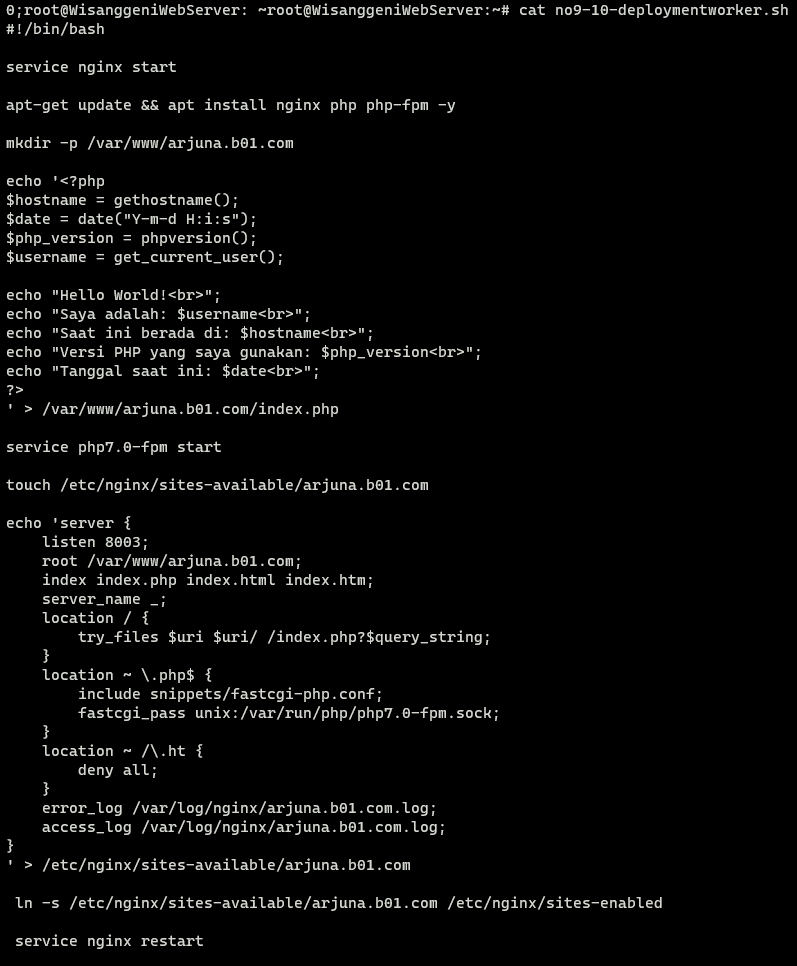 0;root@WisanggeniWebServer: ~root@WisanggeniWebServer:~# cat no9-10-deploymentworker.sh
#!/bin/bash

service nginx start

apt-get update && apt install nginx php php-fpm -y

mkdir -p /var/www/arjuna.b01.com

echo '<?php
$hostname = gethostname();
$date = date("Y-m-d H:i:s");
$php_version = phpversion();
$username = get_current_user();

echo "Hello World!<br>";
echo "Saya adalah: $username<br>";
echo "Saat ini berada di: $hostname<br>";
echo "Versi PHP yang saya gunakan: $php_version<br>";
echo "Tanggal saat ini: $date<br>";
?>
' > /var/www/arjuna.b01.com/index.php

service php7.0-fpm start

touch /etc/nginx/sites-available/arjuna.b01.com

echo 'server {
    listen 8003;
    root /var/www/arjuna.b01.com;
    index index.php index.html index.htm;
    server_name _;
    location / {
        try_files $uri $uri/ /index.php?$query_string;
    }
    location ~ \.php$ {
        include snippets/fastcgi-php.conf;
        fastcgi_pass unix:/var/run/php/php7.0-fpm.sock;
    }
    location ~ /\.ht {
        deny all;
    }
    error_log /var/log/nginx/arjuna.b01.com.log;
    access_log /var/log/nginx/arjuna.b01.com.log;
}
' > /etc/nginx/sites-available/arjuna.b01.com

 ln -s /etc/nginx/sites-available/arjuna.b01.com /etc/nginx/sites-enabled

 service nginx restart